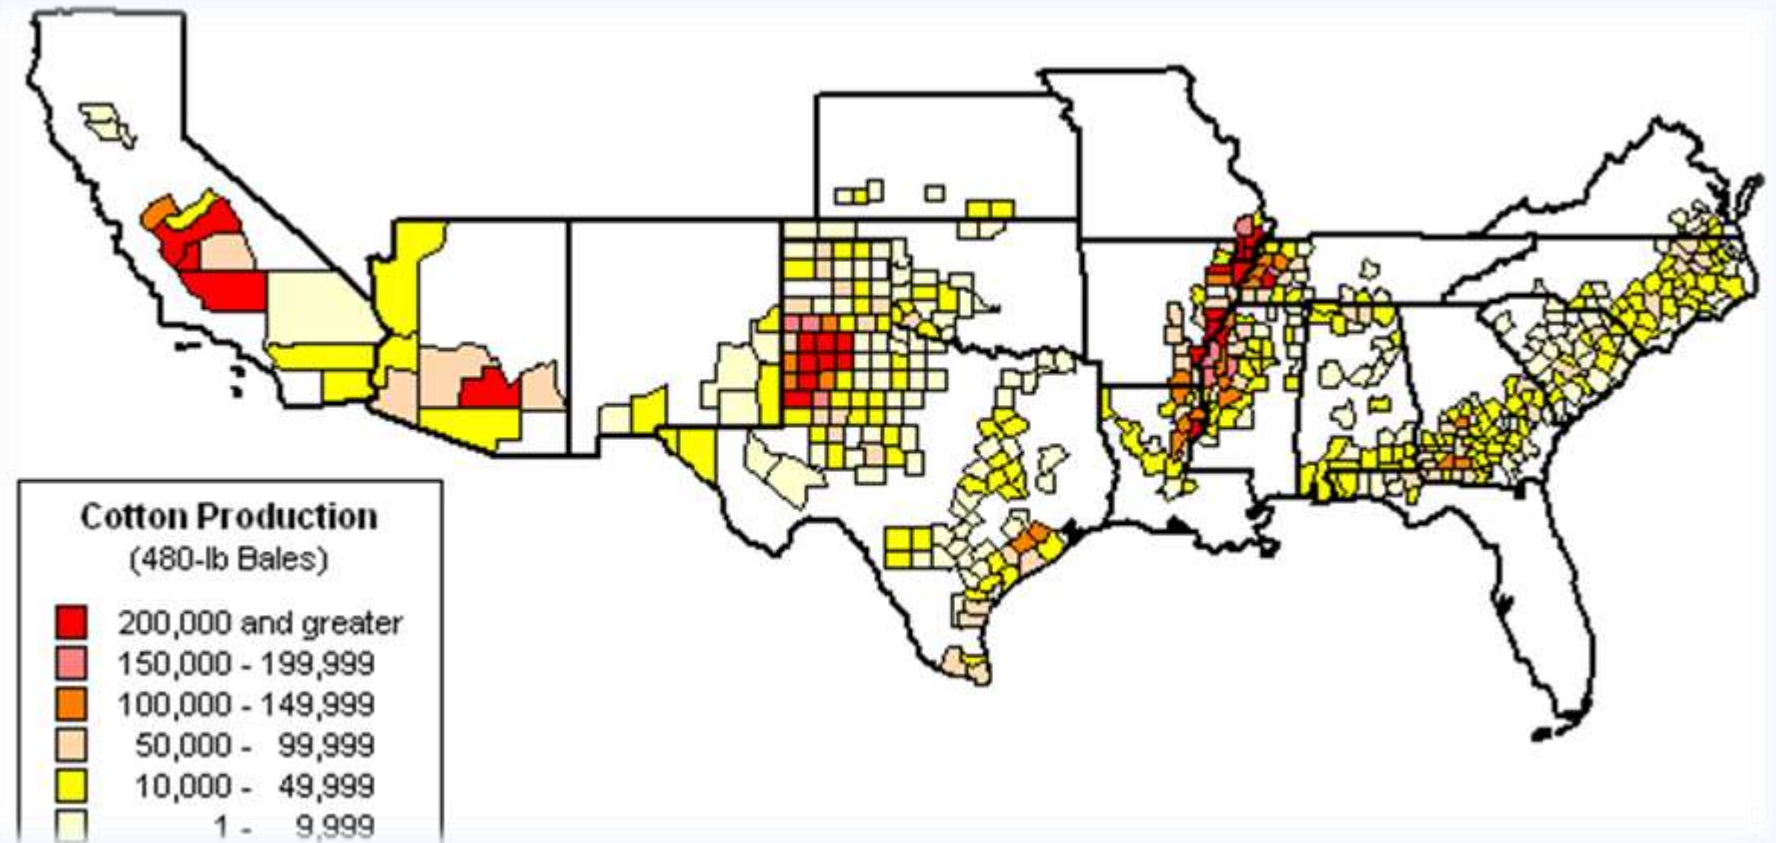 Cotton Production
(480-lb Bales)
200,000 and greater
150,000 - 199,999
100,000 - 149,999
50,000 - 99,999
10,000 - 49,999
1 - 9,999